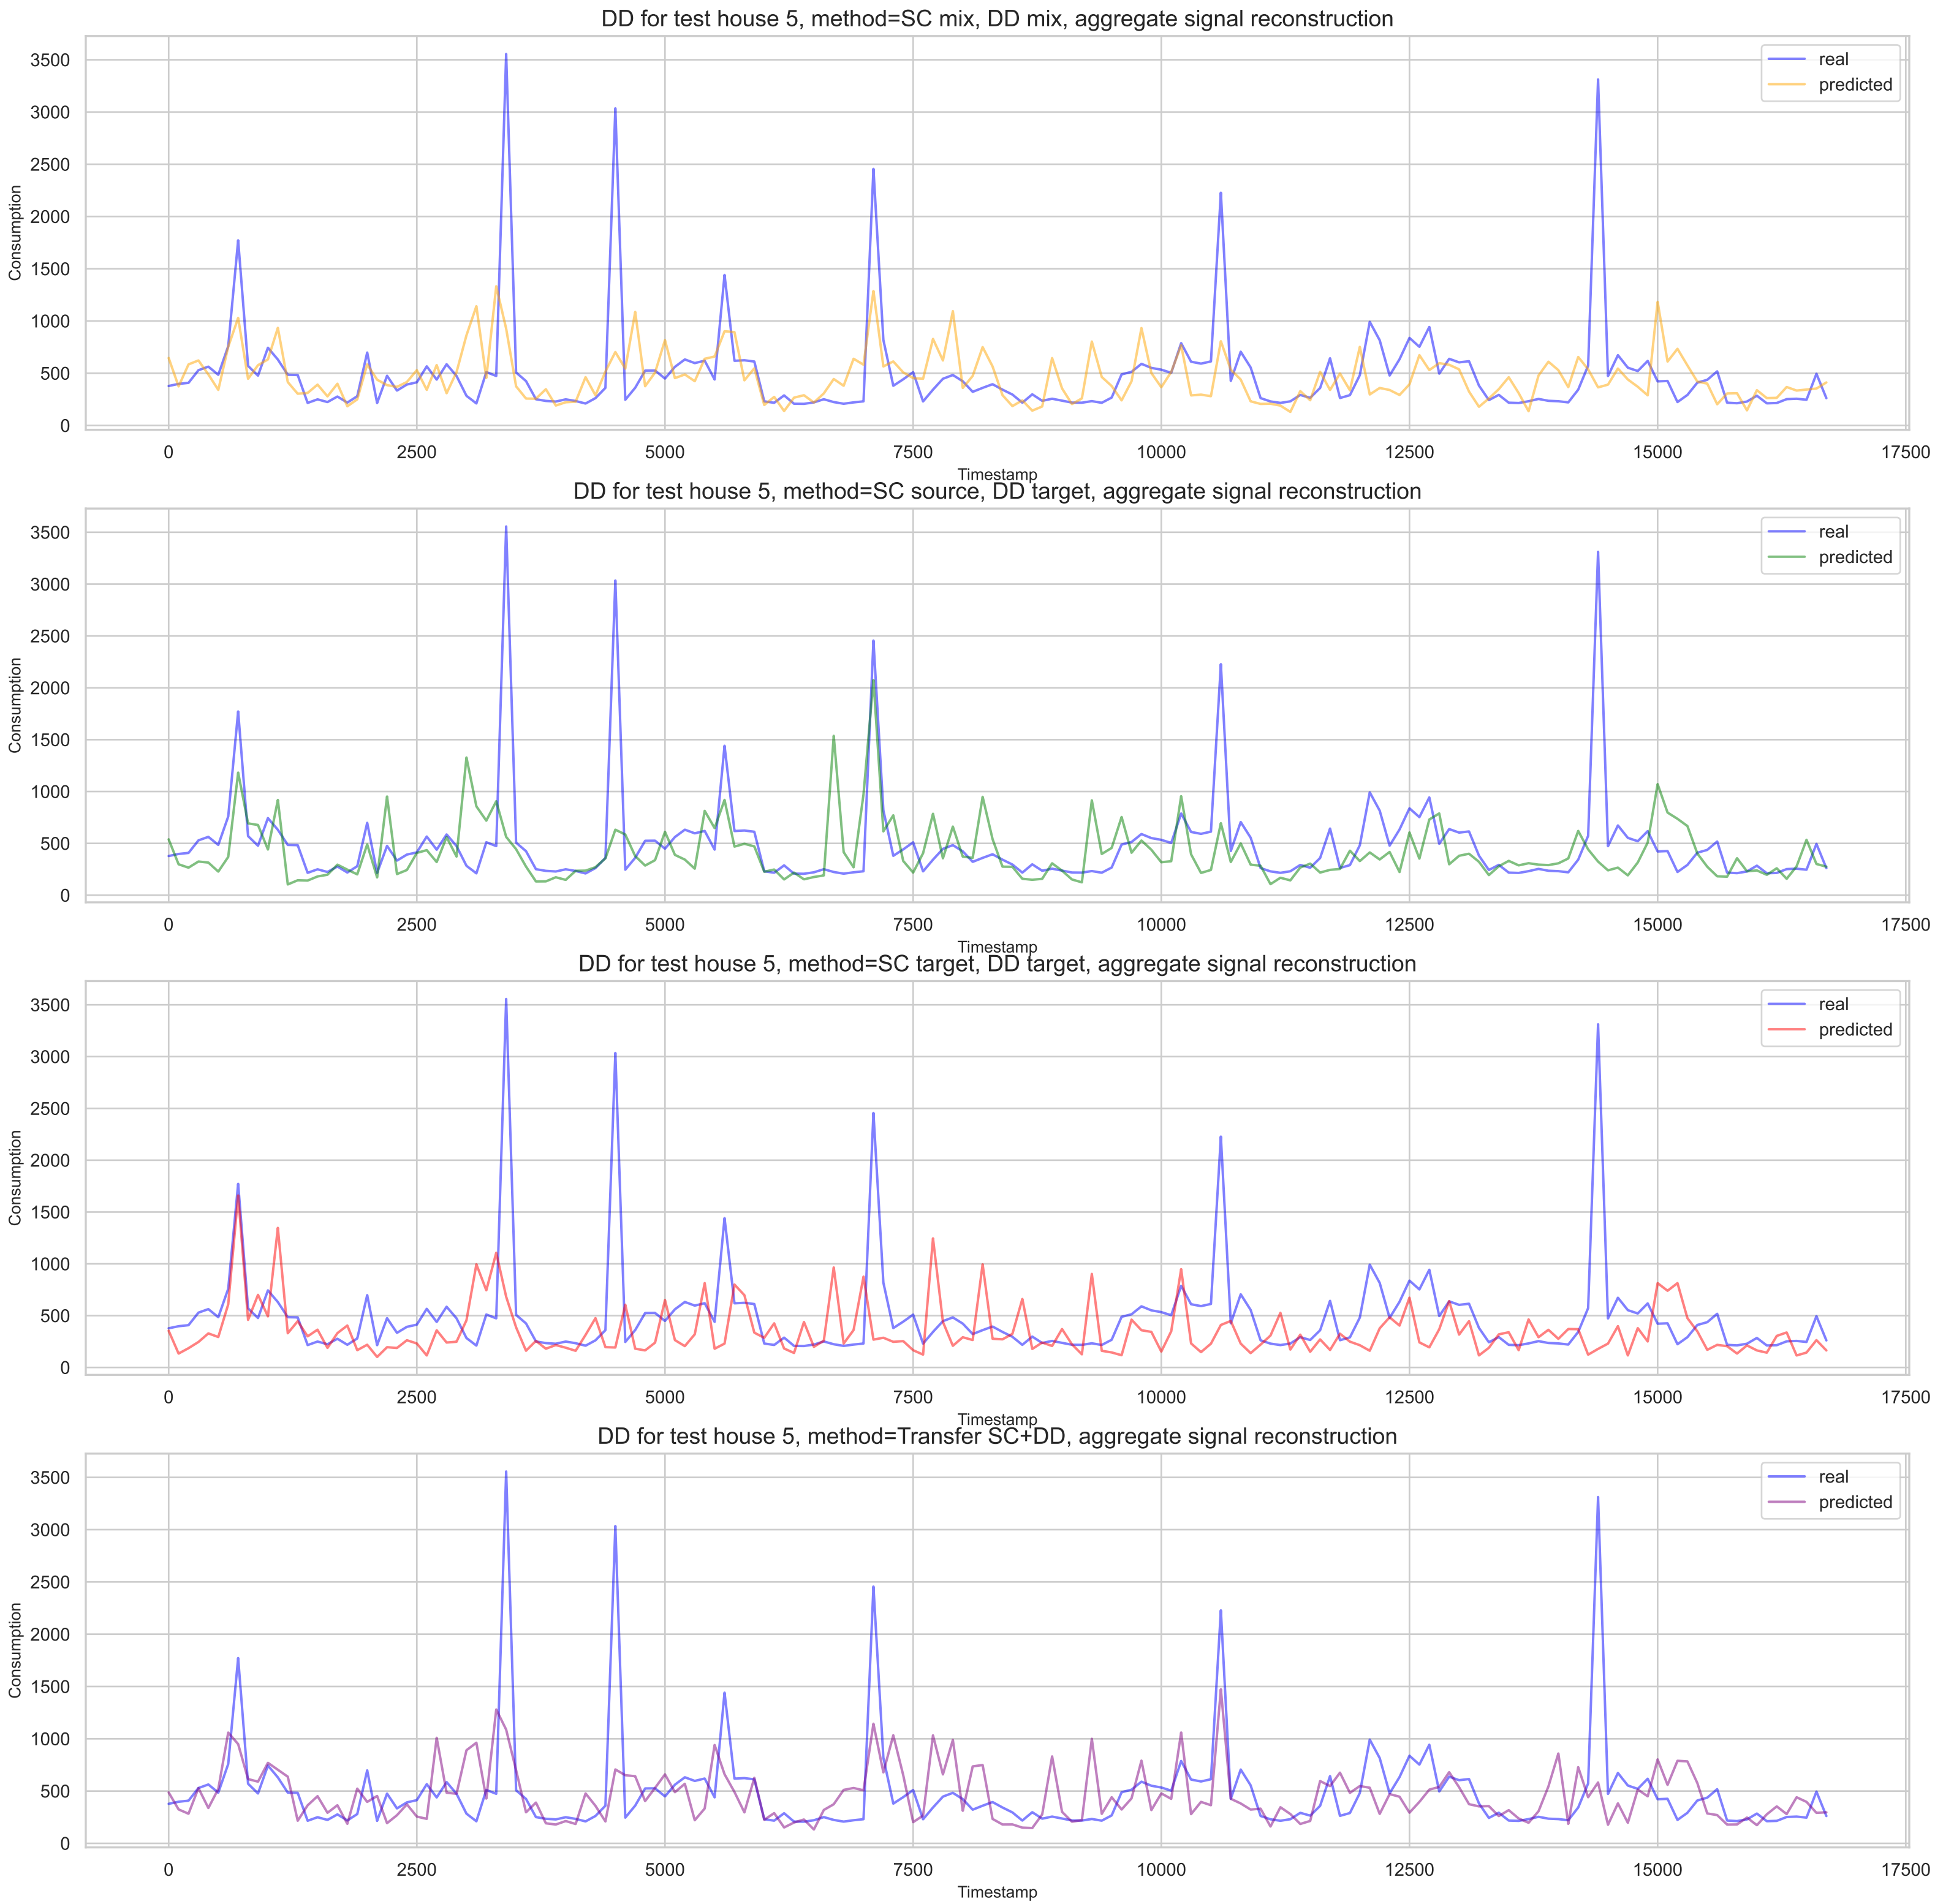 DD for test house 5, method=SC mix, DD mix, aggregate signal reconstruction
real
predicted
3500
3000
2500
2000
1500
1000
500
0
Consumption
0 2500 5000 7500 10000 12500 15000 17500
Timestamp
DD for test house 5, method=SC source, DD target, aggregate signal reconstruction
real
predicted
3500
3000
2500
2000
1500
1000
500
0
Consumption
0 2500 5000 7500 10000 12500 15000 17500
Timestamp
DD for test house 5, method=SC target, DD target, aggregate signal reconstruction
real
predicted
3500
3000
2500
2000
1500
1000
500
0
Consumption
0 2500 5000 7500 10000 12500 15000 17500
Timestamp
DD for test house 5, method=Transfer SC+DD, aggregate signal reconstruction
real
predicted
3500
3000
2500
2000
1500
1000
500
0
Consumption
0 2500 5000 7500 10000 12500 15000 17500
Timestamp